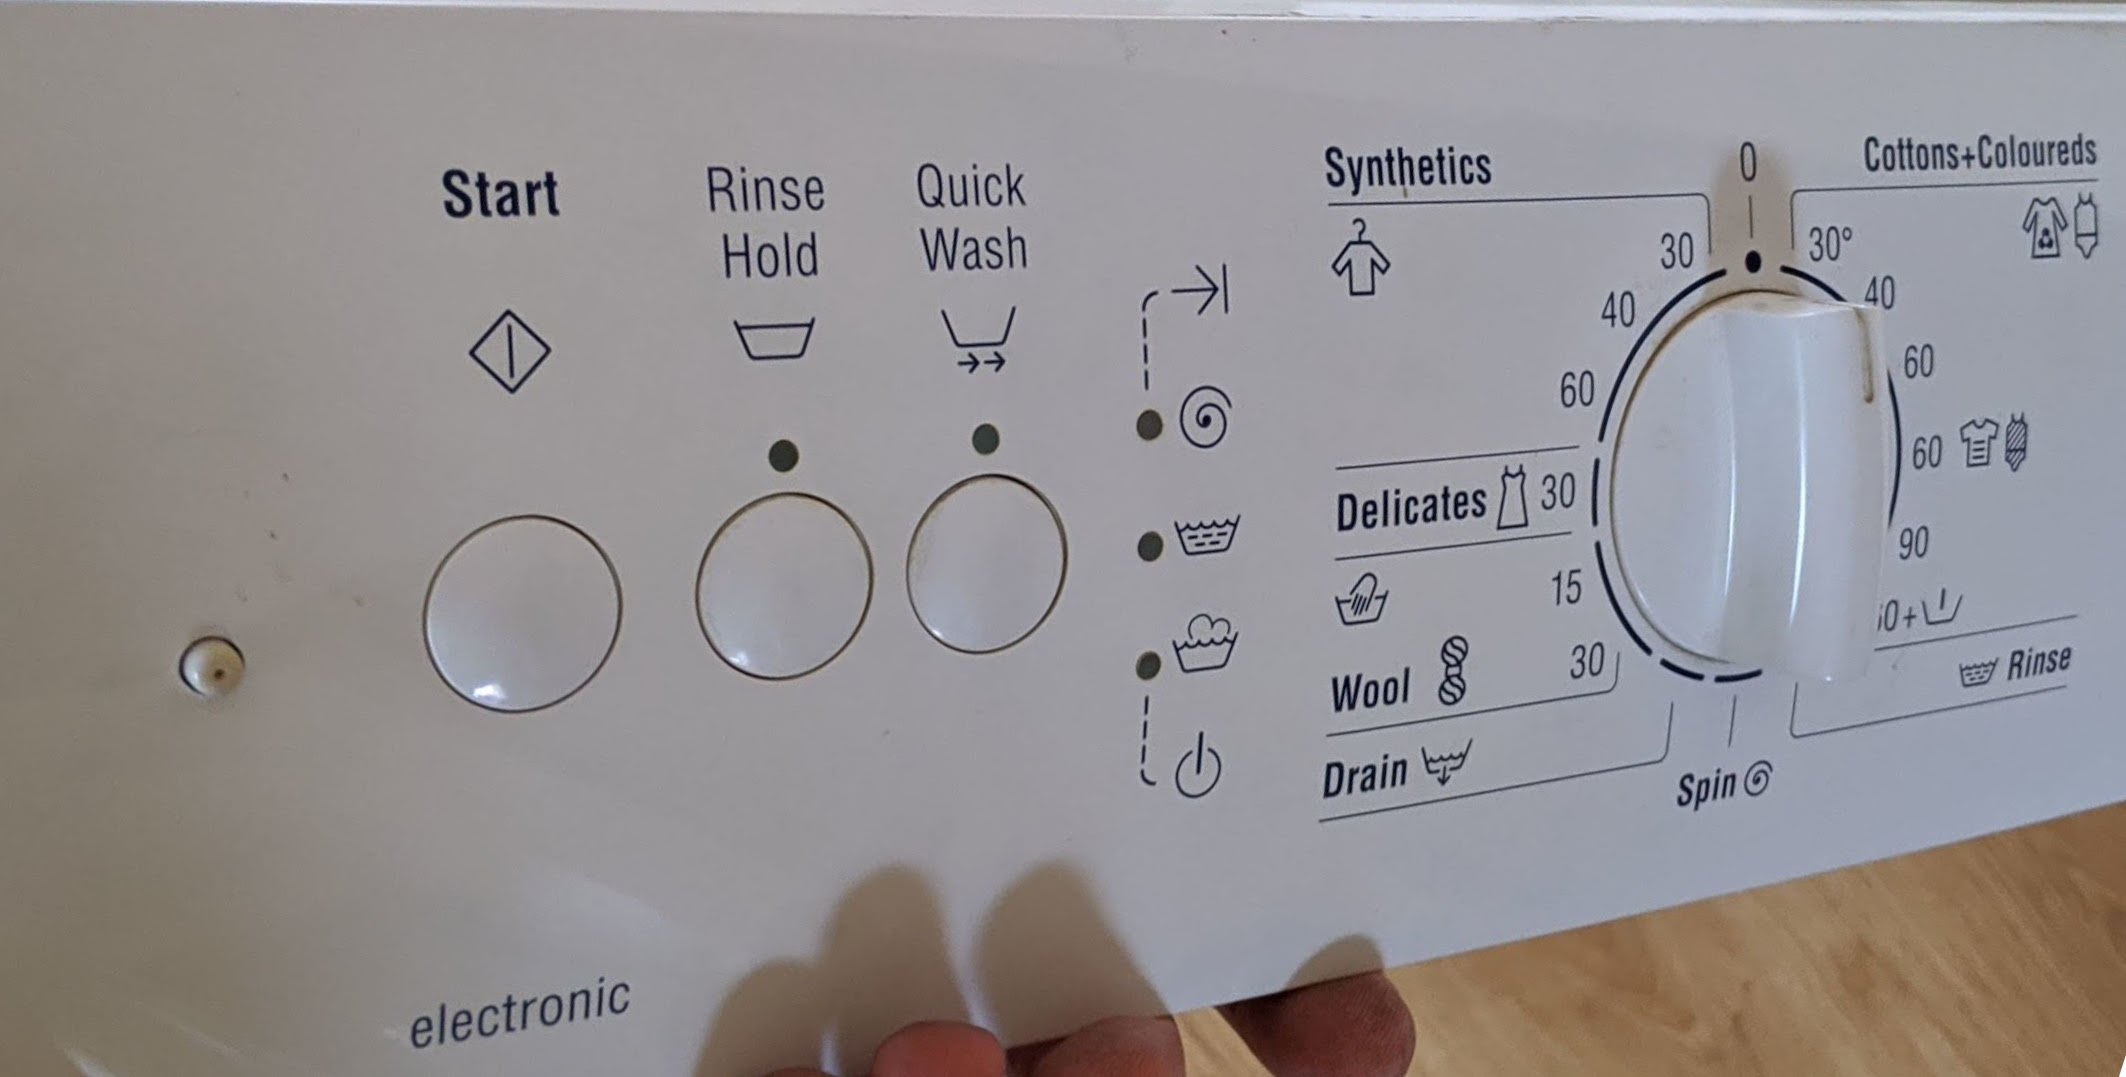 Start
Rinse
Hold
Quick
Wash
electronic
Synthetics
30
40
60
Delicates 30
15
Wool 30
Drain
Spin
0
Cottons+Coloureds
30°
40
60
60
90
Rinse